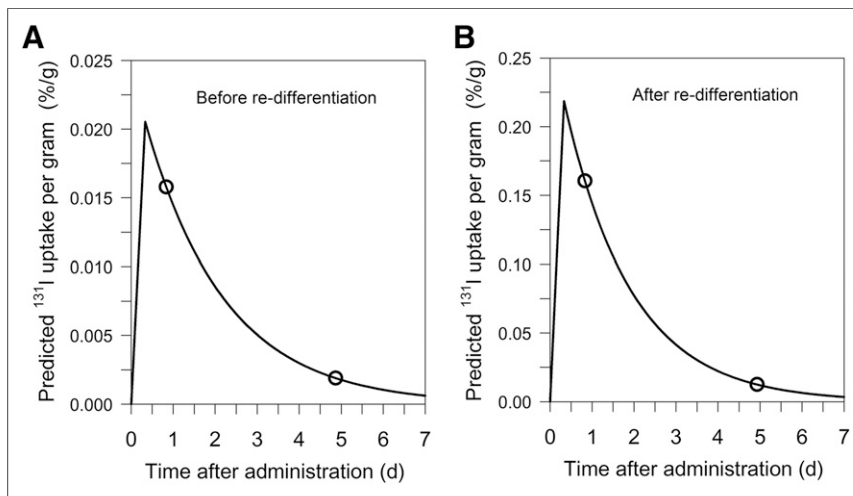 A
Predicted 131I uptake per gram (%/g)
0.025
0.020
0.015
0.010
0.005
0.000
Before re-differentiation
0 1 2 3 4 5 6 7
Time after administration (d)
B
Predicted 131I uptake per gram (%/g)
0.25
0.20
0.15
0.10
0.05
0.00
After re-differentiation
0 1 2 3 4 5 6 7
Time after administration (d)